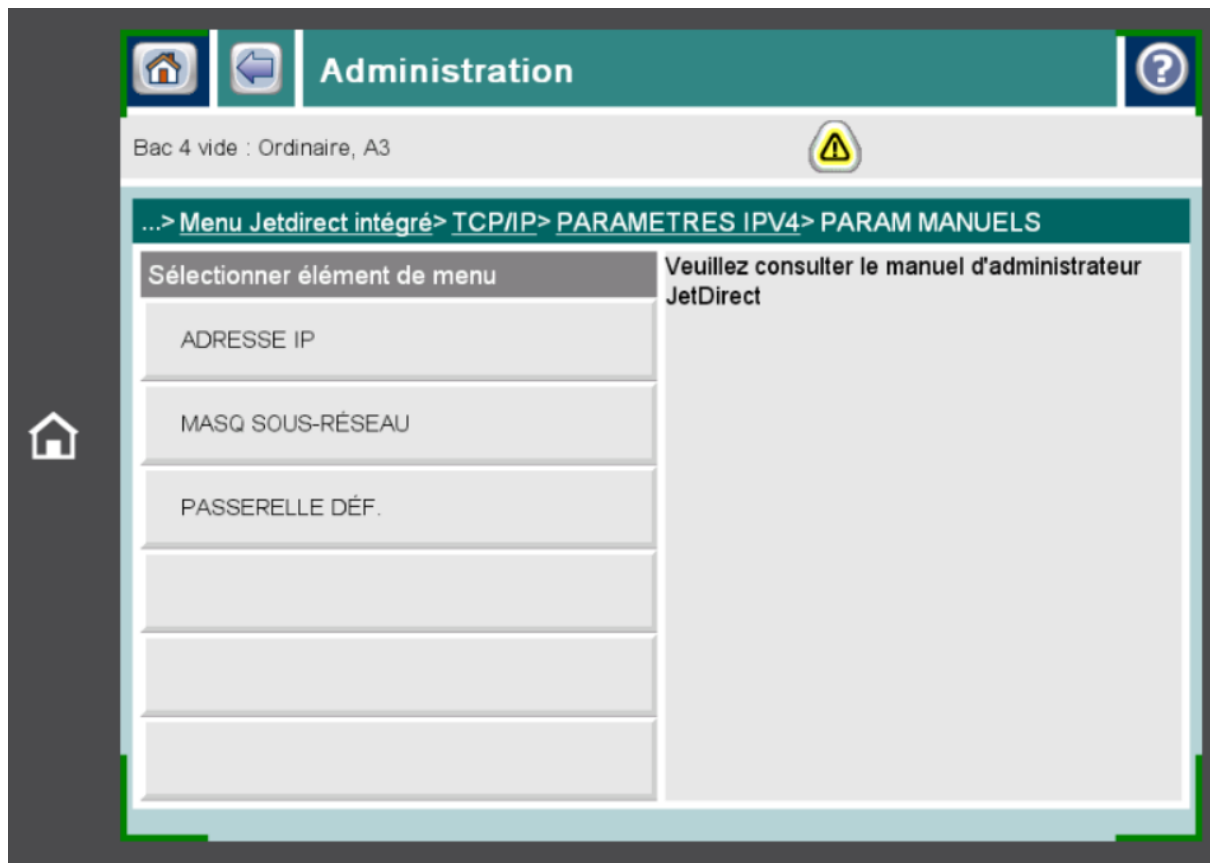 Administration
Bac 4 vide : Ordinaire, A3
...> Menu Jetdirect intégré> TCP/IP> PARAMETRES IPV4> PARAM MANUELS
Sélectionner élément de menu
Veuillez consulter le manuel d'administrateur
JetDirect
ADRESSE IP
MASQ SOUS-RÉSEAU
PASSERELLE DÉF.